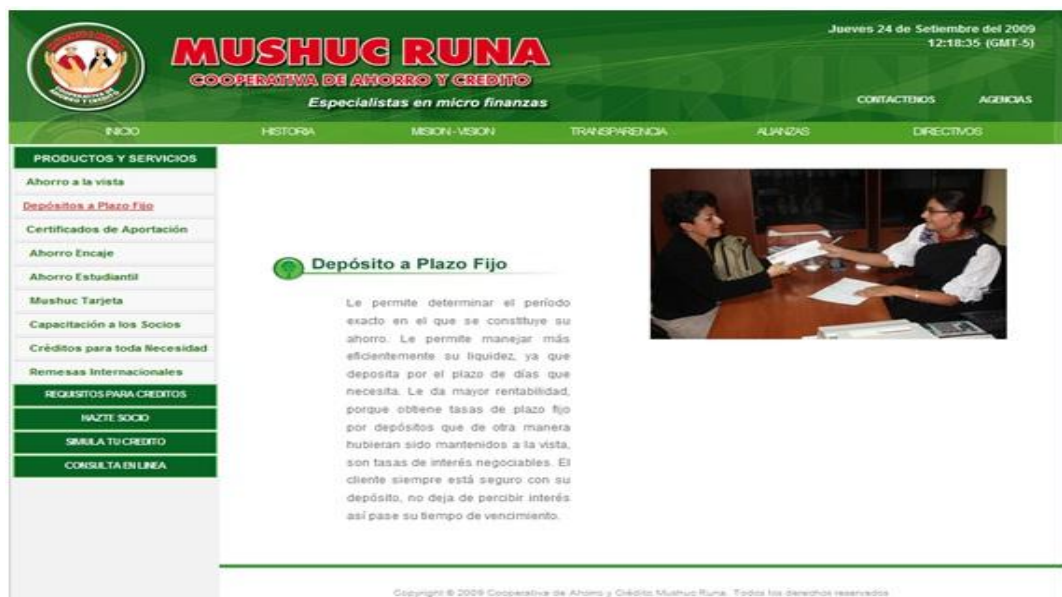 Jueves 24 de Setiembre del 2009
12:18:35 (GMT-5)
MUSHUC RUNA
COOPERATIVA DE AHORRO Y CREDITO
Especialistas en micro finanzas
CONTACTENOS AGENCIAS
INICIO HISTORIA MISION - VISION TRANSPARENCIA ALIANZAS DIRECTIVOS
PRODUCTOS Y SERVICIOS
Ahorro a la vista
Depósitos a Plazo Fijo
Certificados de Aportación
Ahorro Encaje
Ahorro Estudiantil
Mushuc Tarjeta
Capacitación a los Socios
Créditos para toda Necesidad
Remesas Internacionales
REQUISITOS PARA CREDITOS
HAZTE SOCIO
SIMULA TU CREDITO
CONSULTA EN LINEA
Depósito a Plazo Fijo
Le permite determinar el período
exacto en el que se constituye su
ahorro. Le permite manejar más
eficientemente su liquidez, ya que
deposita por el plazo de días que
necesita. Le da mayor rentabilidad,
porque obtiene tasas de plazo fijo
por depósitos que de otra manera
hubieran sido mantenidos a la vista,
son tasas de interés negociables. El
cliente siempre está seguro con su
depósito, no deja de percibir interés
así pase su tiempo de vencimiento.
Copyright © 2009 Cooperativa de Ahorro y Crédito Mushuc Runa. Todos los derechos reservados